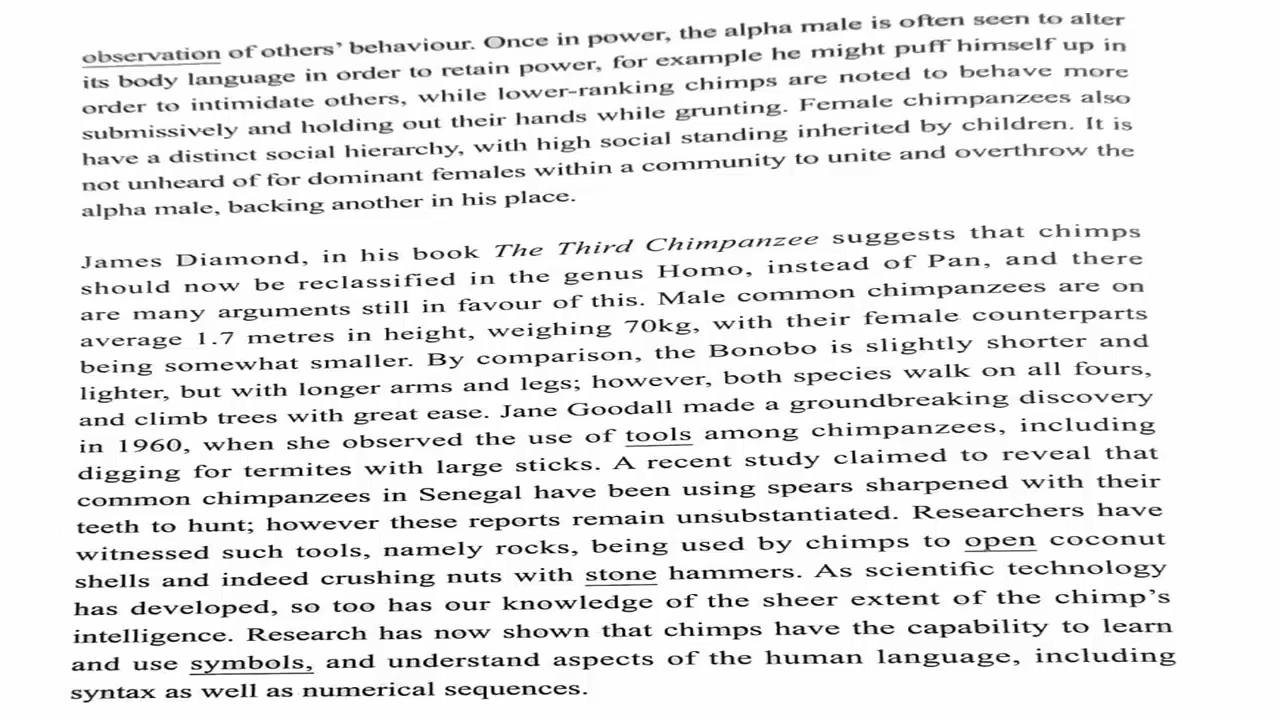 observation of others' behaviour. Once in power, the alpha male is often seen to alter
its body language in order to retain power, for example he might puff himself up in
order to intimidate others, while lower-ranking chimps are noted to behave more
submissively and holding out their hands while grunting. Female chimpanzees also
have a distinct social hierarchy, with high social standing inherited by children. It is
not unheard of for dominant females within a community to unite and overthrow the
alpha male, backing another in his place.
James Diamond, in his book The Third Chimpanzee suggests that chimps
should now be reclassified in the genus Homo, instead of Pan, and there
are many arguments still in favour of this. Male common chimpanzees are on
average 1.7 metres in height, weighing 70kg, with their female counterparts
being somewhat smaller. By comparison, the Bonobo is slightly shorter and
lighter, but with longer arms and legs; however, both species walk on all fours,
and climb trees with great ease. Jane Goodall made a groundbreaking discovery
in 1960, when she observed the use of tools among chimpanzees, including
digging for termites with large sticks. A recent study claimed to reveal that
common chimpanzees in Senegal have been using spears sharpened with their
teeth to hunt; however these reports remain unsubstantiated. Researchers have
witnessed such tools, namely rocks, being used by chimps to open coconut
shells and indeed crushing nuts with stone hammers. As scientific technology
has developed, so too has our knowledge of the sheer extent of the chimp's
intelligence. Research has now shown that chimps have the capability to learn
and use symbols, and understand aspects of the human language, including
syntax as well as numerical sequences.